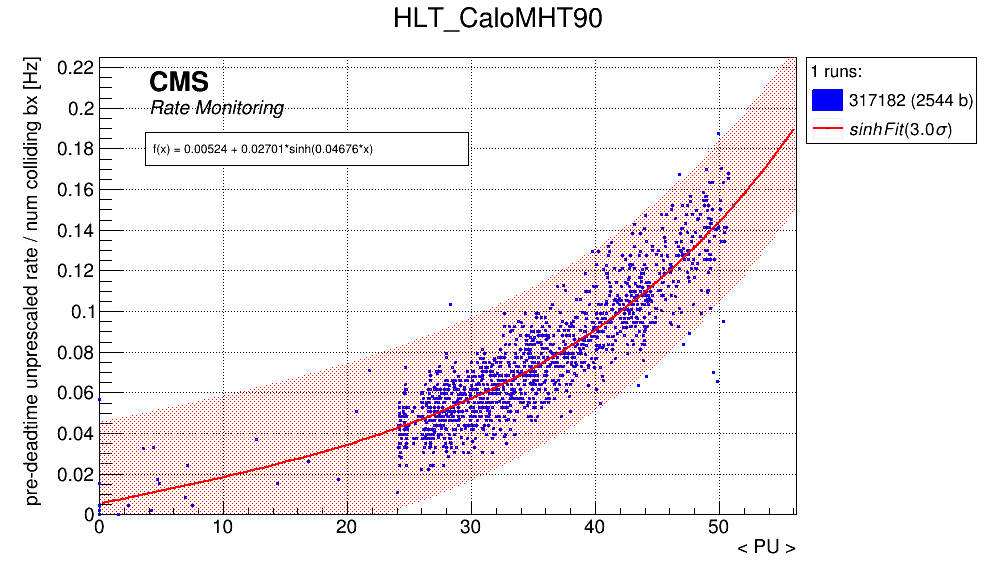 HLT_CaloMHT90
pre-deadtime unprescaled rate / num colliding bx [Hz]
0.22
0.2
0.18
0.16
0.14
0.12
0.1
0.08
0.06
0.04
0.02
0
CMS
Rate Monitoring
f(x) = 0.00524 + 0.02701*sinh(0.04676*x)
0 10 20 30 40 50
< PU >
1 runs:
317182 (2544 b)
sinhFit(3.0σ)